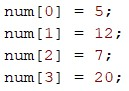 num[0] = 5;
num[1] = 12;
num[2] = 7;
num[3] = 20;